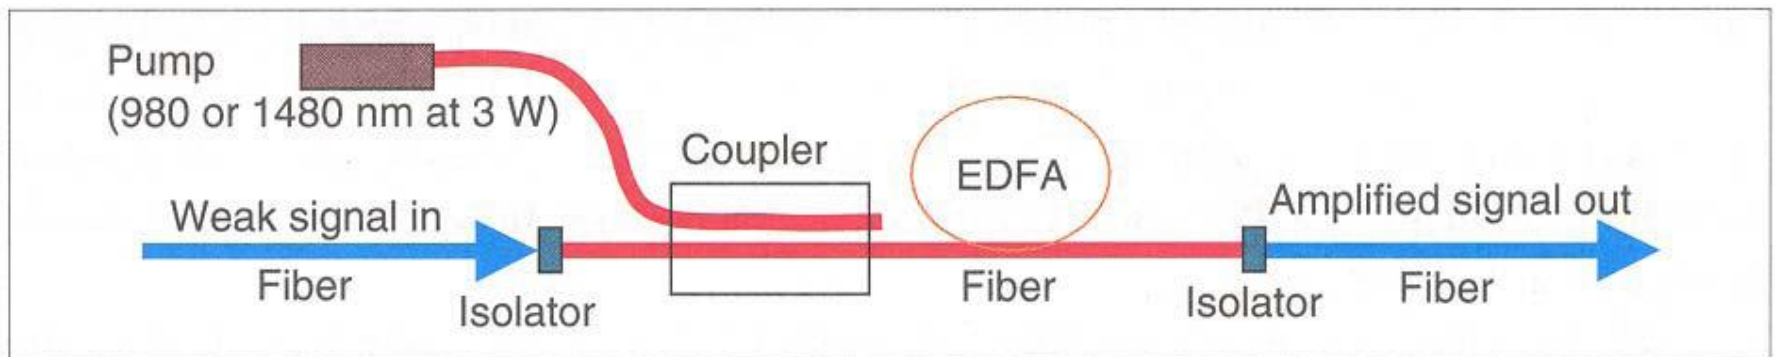 Pump
(980 or 1480 nm at 3 W)
Coupler
EDFA
Weak signal in
Amplified signal out
Fiber
Isolator
Fiber
Isolator
Fiber